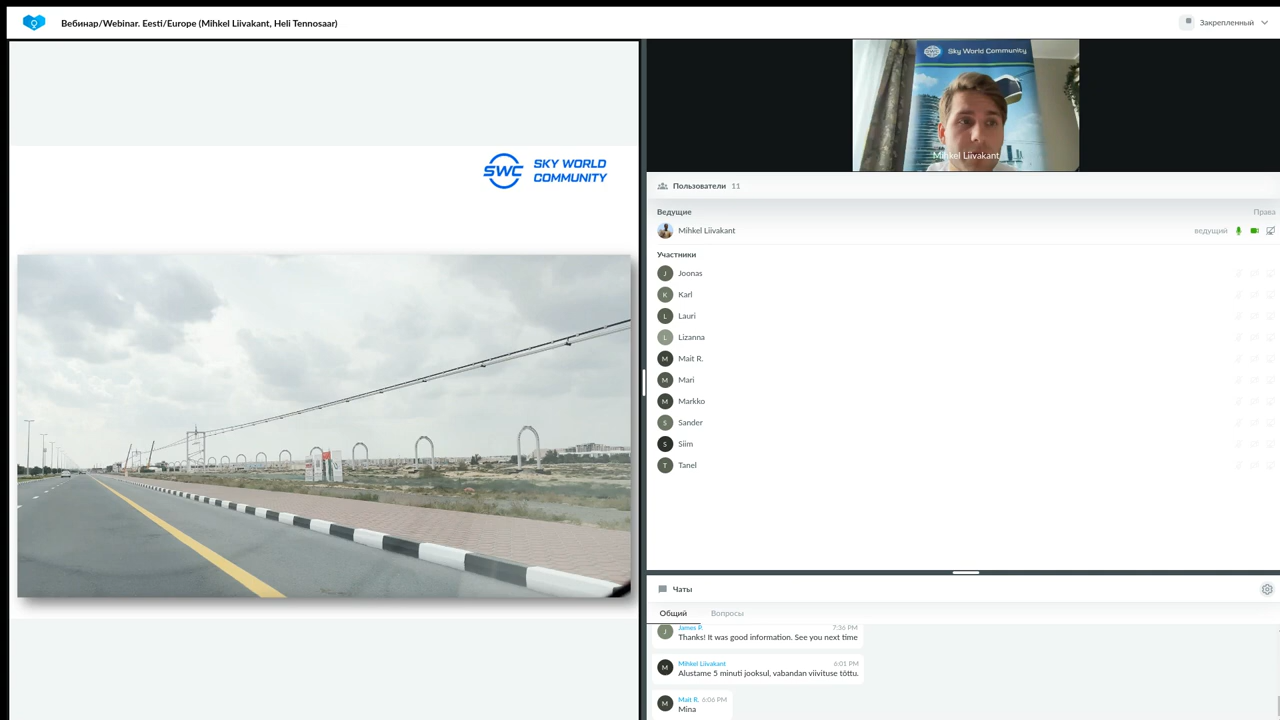 Вебинар/Webinar. Eesti/Europe (Mihkel Liivakant, Heli Tennosaar)
Закрепленный
SWC SKY WORLD
COMMUNITY
Sky World Community
Mihkel Liivakant
Пользователи 11
Ведущие Права
Mihkel Liivakant ведущий
Участники
J Joonas
K Karl
L Lauri
L Lizanna
M Mait R.
M Mari
M Markko
S Sander
S Siim
T Tanel
Чаты
Общий Вопросы
J James P. 7:36 PM
Thanks! It was good information. See you next time
M Mihkel Liivakant 6:01 PM
Alustame 5 minuti jooksul, vabandan viivituse tõttu.
M Mait R. 6:06 PM
Mina